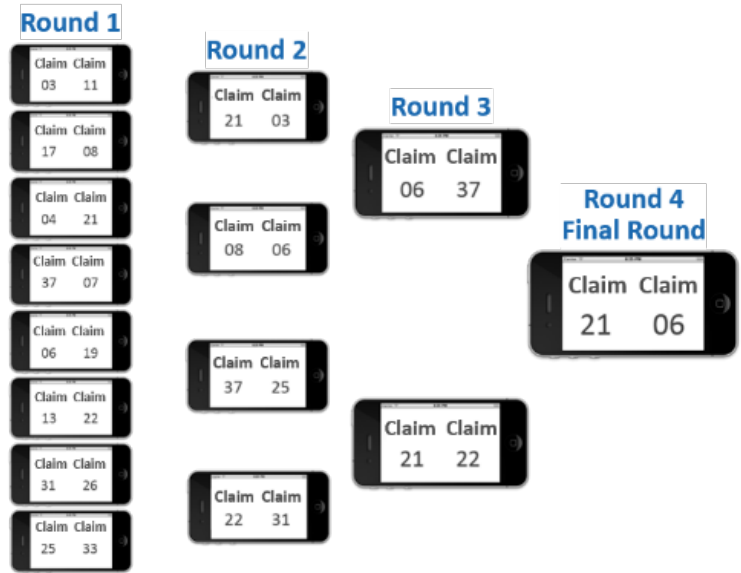 Round 1
Claim Claim
03 11
Claim Claim
17 08
Claim Claim
04 21
Claim Claim
37 07
Claim Claim
06 19
Claim Claim
13 22
Claim Claim
31 26
Claim Claim
25 33
Round 2
Claim Claim
21 03
Claim Claim
08 06
Claim Claim
37 25
Claim Claim
22 31
Round 3
Claim Claim
06 37
Claim Claim
21 22
Round 4
Final Round
Claim Claim
21 06